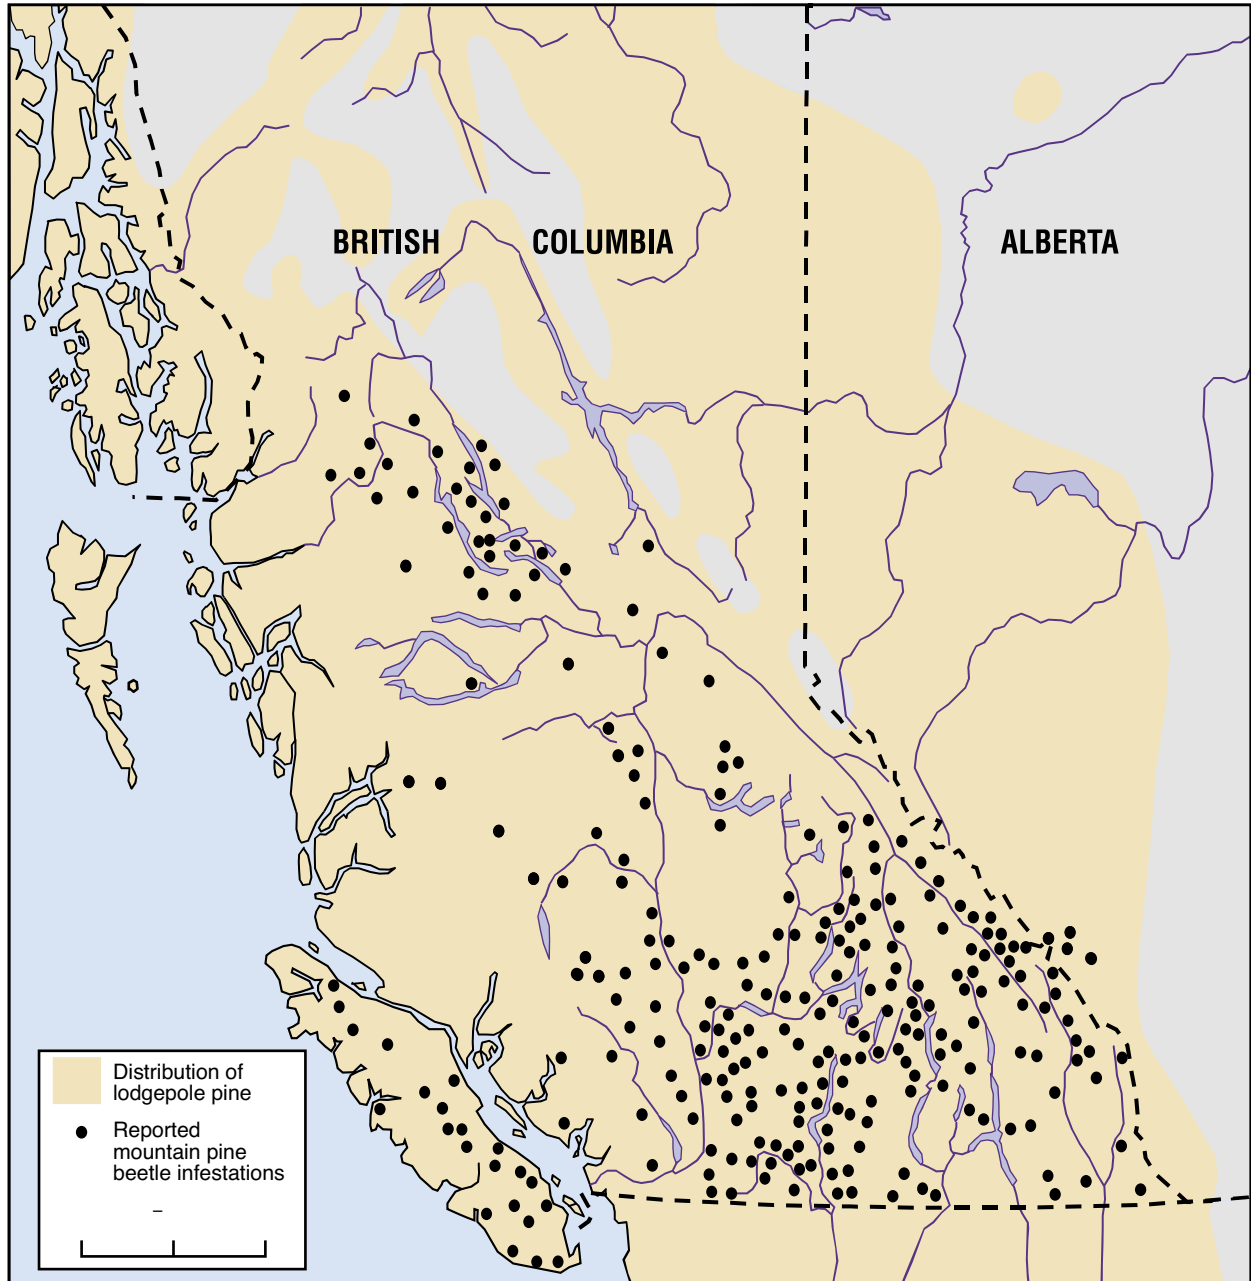 BRITISH COLUMBIA
ALBERTA
Distribution of
lodgepole pine
Reported
mountain pine
beetle infestations
–